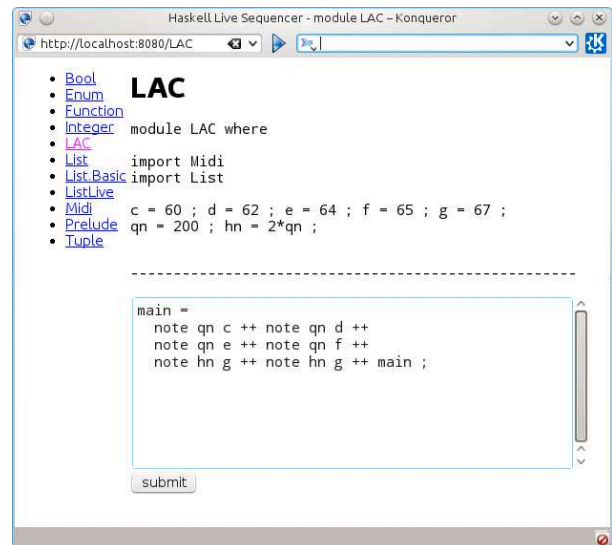 Haskell Live Sequencer - module LAC – Konqueror
http://localhost:8080/LAC
Bool
Enum
Function
Integer
LAC
List
List.Basic
ListLive
Midi
Prelude
Tuple
LAC
module LAC where
import Midi
import List
c = 60 ; d = 62 ; e = 64 ; f = 65 ; g = 67 ;
qn = 200 ; hn = 2*qn ;
----------------------------------------------------
main =
  note qn c ++ note qn d ++
  note qn e ++ note qn f ++
  note hn g ++ note hn g ++ main ;
submit